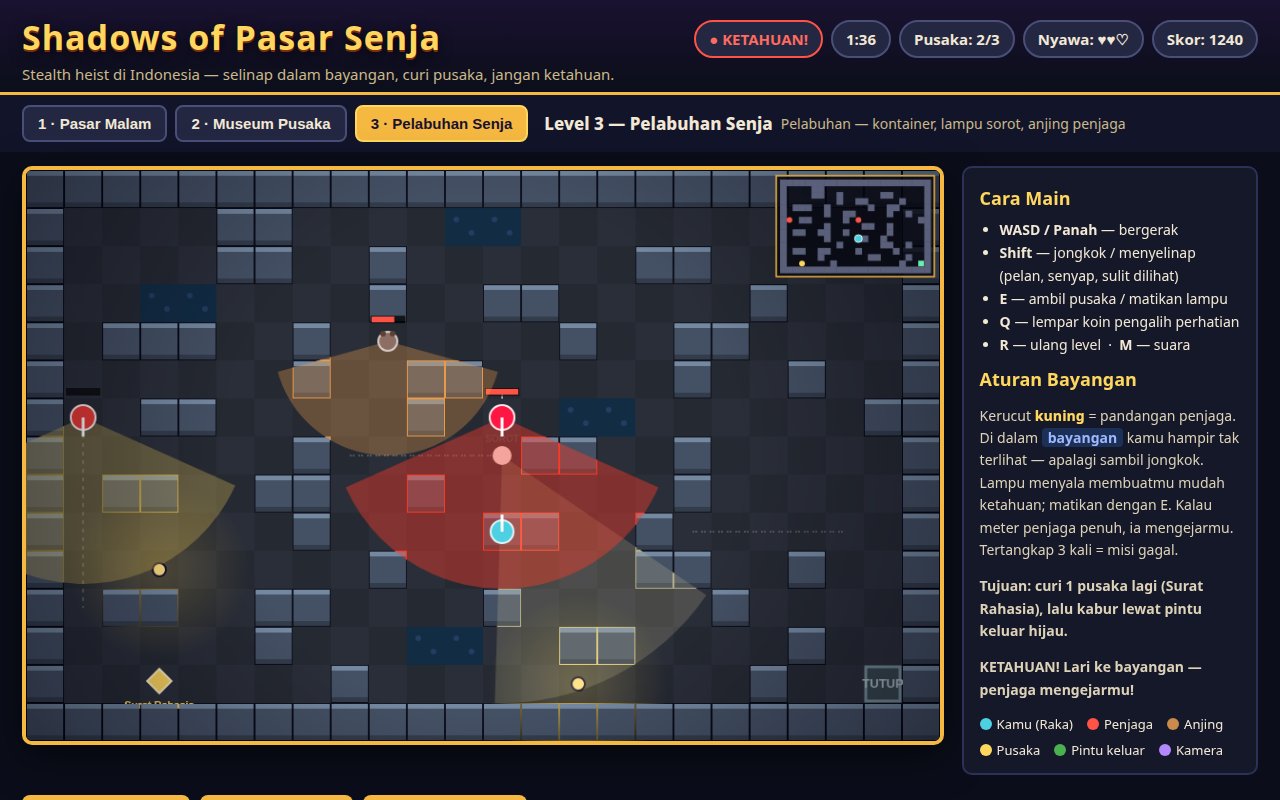 Shadows of Pasar Senja
● KETAHUAN!
1:36
Pusaka: 2/3
Nyawa: ♥♥♡
Skor: 1240
Stealth heist di Indonesia — selinap dalam bayangan, curi pusaka, jangan ketahuan.
1 · Pasar Malam
2 · Museum Pusaka
3 · Pelabuhan Senja
Level 3 — Pelabuhan Senja
Pelabuhan — kontainer, lampu sorot, anjing penjaga
TUTUP
Surat Rahasia
Cara Main
• WASD / Panah — bergerak
• Shift — jongkok / menyelinap
(pelan, senyap, sulit dilihat)
• E — ambil pusaka / matikan lampu
• Q — lempar koin pengalih perhatian
• R — ulang level · M — suara
Aturan Bayangan
Kerucut kuning = pandangan penjaga.
Di dalam bayangan kamu hampir tak
terlihat — apalagi sambil jongkok.
Lampu menyala membuatmu mudah
ketahuan; matikan dengan E. Kalau
meter penjaga penuh, ia mengejarmu.
Tertangkap 3 kali = misi gagal.
Tujuan: curi 1 pusaka lagi (Surat
Rahasia), lalu kabur lewat pintu
keluar hijau.
KETAHUAN! Lari ke bayangan —
penjaga mengejarmu!
Kamu (Raka)
Penjaga
Anjing
Pusaka
Pintu keluar
Kamera